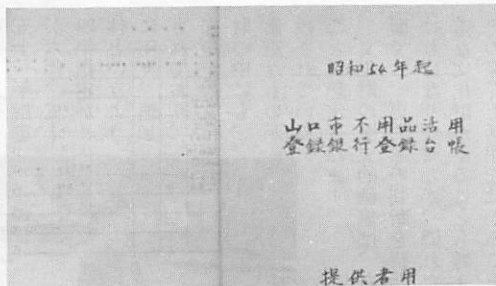 昭和54年起
山口市不用品活用
登録銀行登録台帳
提供者用